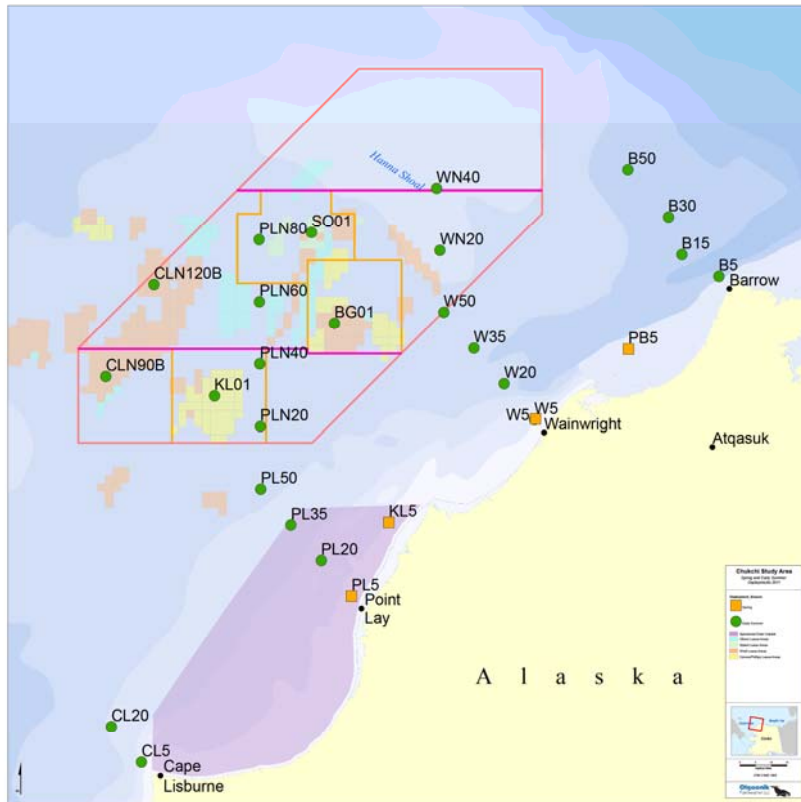 B50
Hanna Shoal
WN40
B30
SO01
PLN80
WN20
B15
CLN120B
B5
Barrow
PLN60
W50
BG01
W35
PB5
PLN40
CLN90B
W20
KL01
W5
W5
PLN20
Wainwright
Atqasuk
PL50
KL5
PL35
PL20
PL5
Point
Lay
Chukchi Study Area
Alaska
CL20
CL5
Cape
Lisburne
Olgoonik